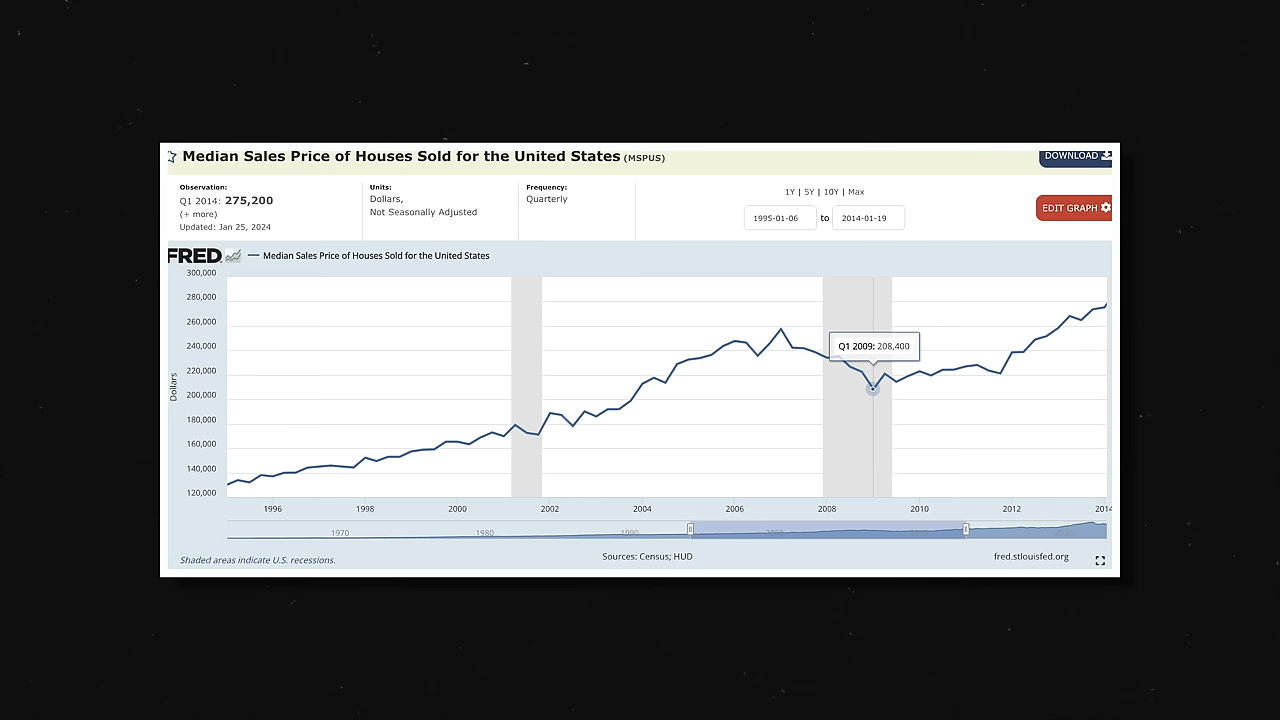 Median Sales Price of Houses Sold for the United States (MSPUS)
DOWNLOAD
Observation:
Q1 2014: 275,200
(+ more)
Updated: Jan 25, 2024
Units:
Dollars,
Not Seasonally Adjusted
Frequency:
Quarterly
1Y | 5Y | 10Y | Max
1995-01-06 to 2014-01-19
EDIT GRAPH
FRED
Median Sales Price of Houses Sold for the United States
300,000
280,000
260,000
240,000
220,000
200,000
180,000
160,000
140,000
120,000
Dollars
Q1 2009: 208,400
1996 1998 2000 2002 2004 2006 2008 2010 2012 2014
1970 1980 1990 2000
Shaded areas indicate U.S. recessions.
Sources: Census; HUD
fred.stlouisfed.org